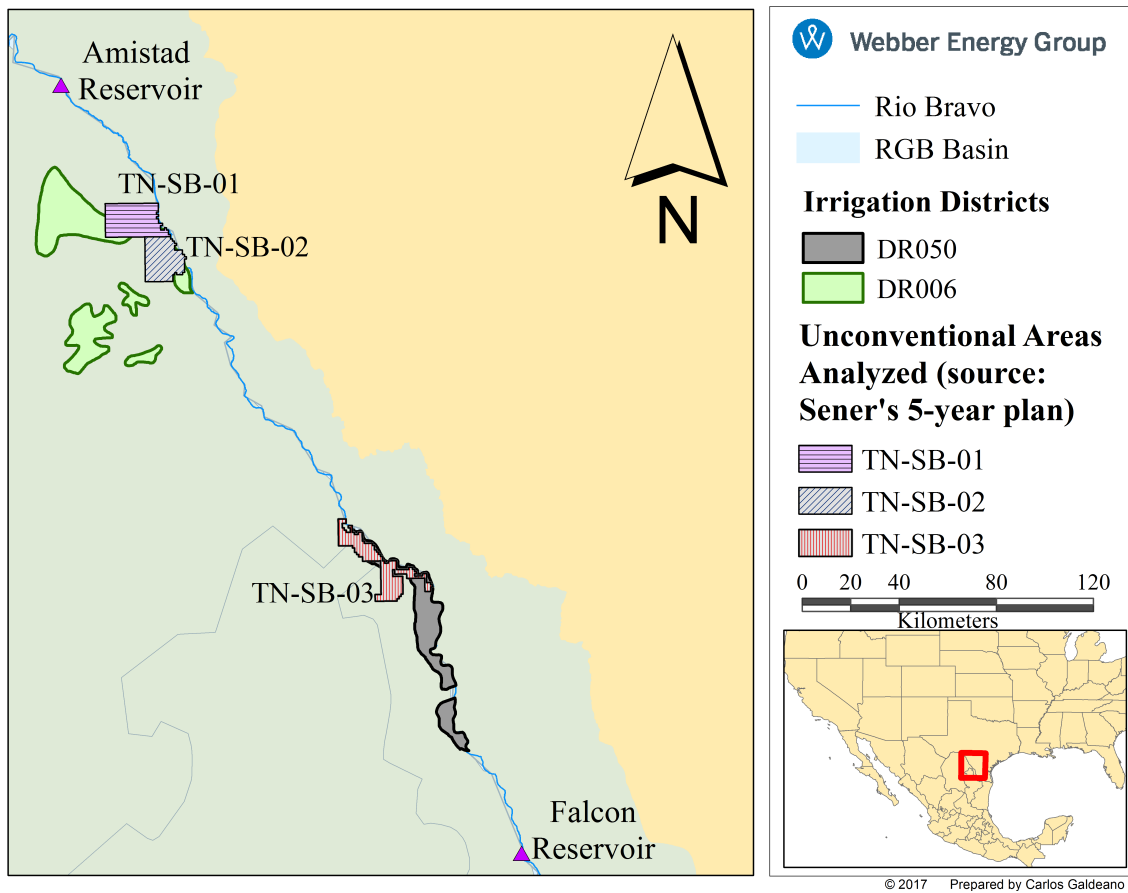 Amistad
Reservoir
TN-SB-01
TN-SB-02
TN-SB-03
Falcon
Reservoir
N
W Webber Energy Group
Rio Bravo
RGB Basin
Irrigation Districts
DR050
DR006
Unconventional Areas
Analyzed (source:
Sener's 5-year plan)
TN-SB-01
TN-SB-02
TN-SB-03
0 20 40 80 120
Kilometers
© 2017 Prepared by Carlos Galdeano